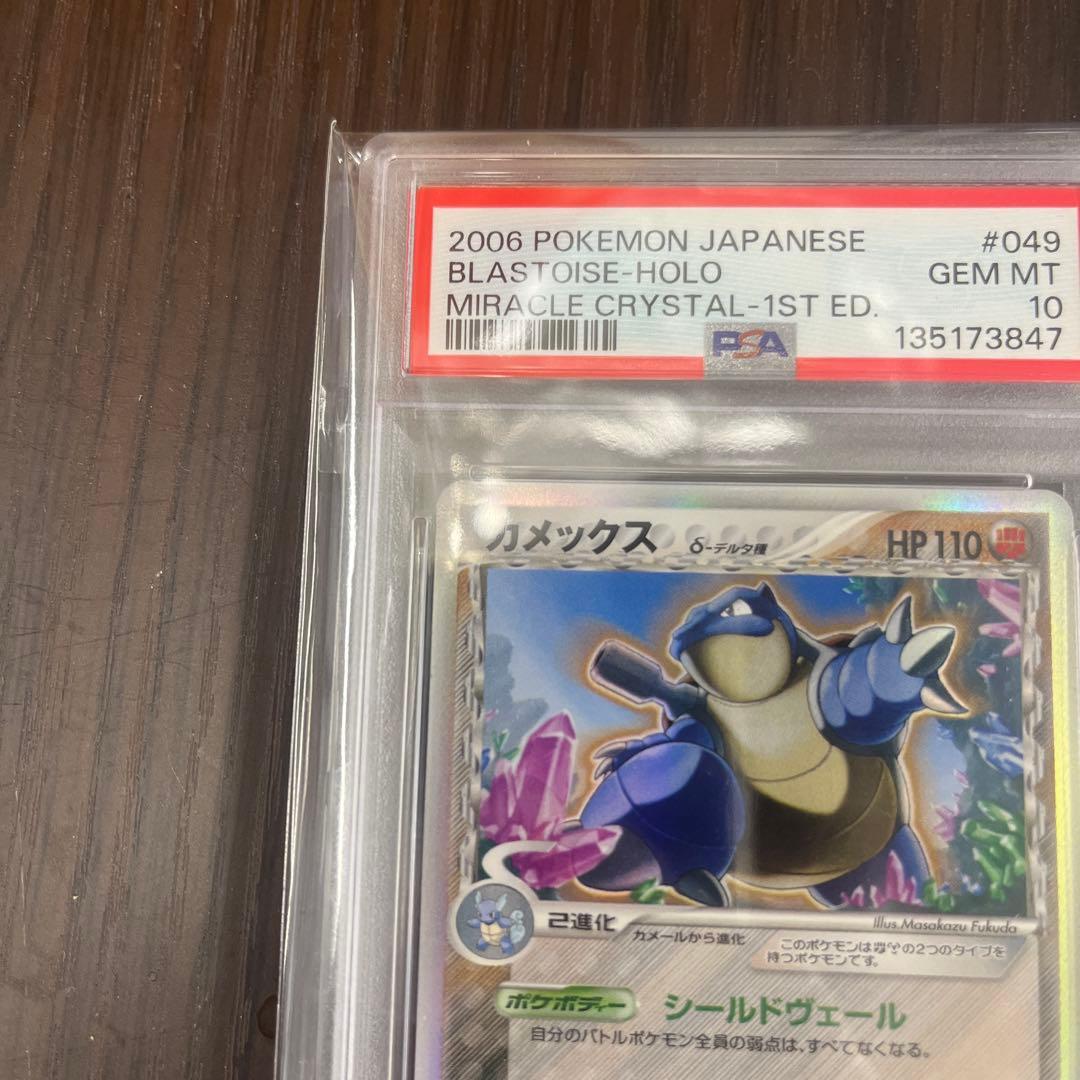 2006 POKEMON JAPANESE #049
BLASTOISE-HOLO GEM MT
MIRACLE CRYSTAL-1ST ED. 10
PSA 135173847
カメックス δ-デルタ種 HP 110
2進化
カメールから進化
Illus. Masakazu Fukuda
このポケモンは の2つのタイプを
持つポケモンです。
ポケボディー シールドヴェール
自分のバトルポケモン全員の弱点は、すべてなくなる。